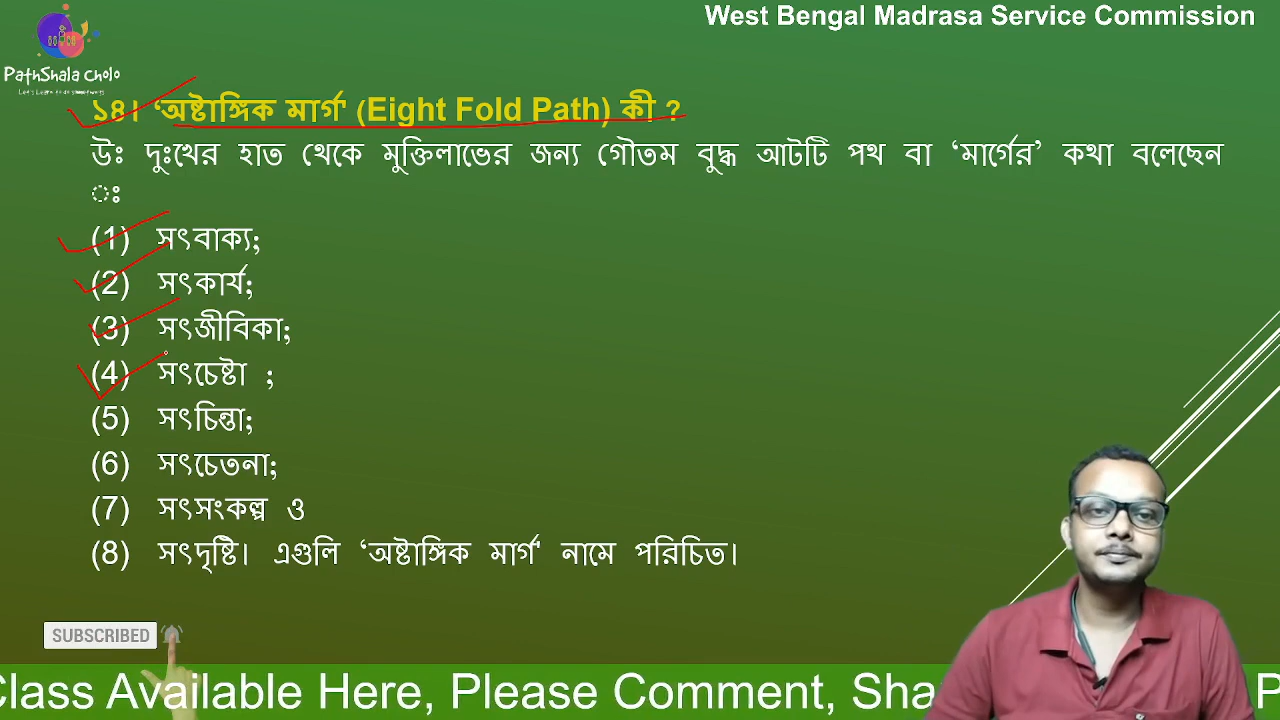 West Bengal Madrasa Service Commission
PathShala Cholo
১৪। ‘অষ্টাঙ্গিক মার্গ' (Eight Fold Path) কী ?
উঃ দুঃখের হাত থেকে মুক্তিলাভের জন্য গৌতম বুদ্ধ আটটি পথ বা ‘মার্গের’ কথা বলেছেন
ঃ
(1) সৎবাক্য;
(2) সৎকার্য;
(3) সৎজীবিকা;
(4) সৎচেষ্টা ;
(5) সৎচিন্তা;
(6) সৎচেতনা;
(7) সৎসংকল্প ও
(8) সৎদৃষ্টি। এগুলি ‘অষ্টাঙ্গিক মার্গ' নামে পরিচিত।
SUBSCRIBED
Class Available Here, Please Comment, Sha P